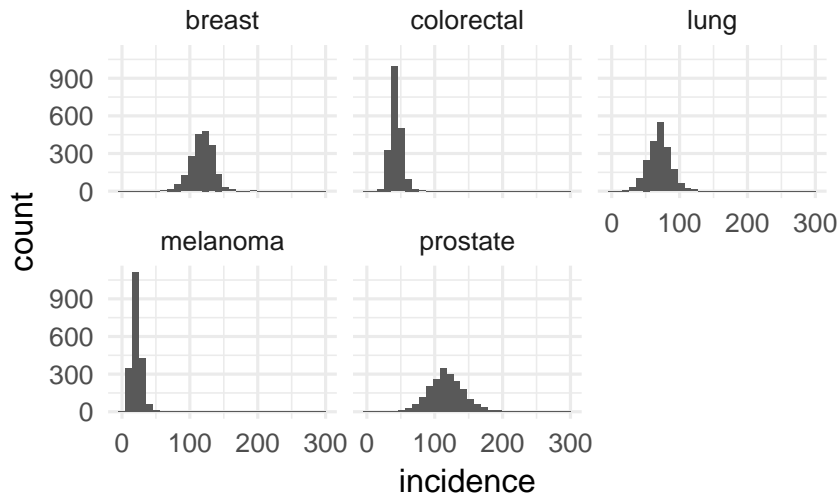 breast colorectal lung
900
600
300
0
0 100 200 300
count
melanoma prostate
900
600
300
0
0 100 200 300 0 100 200 300
incidence